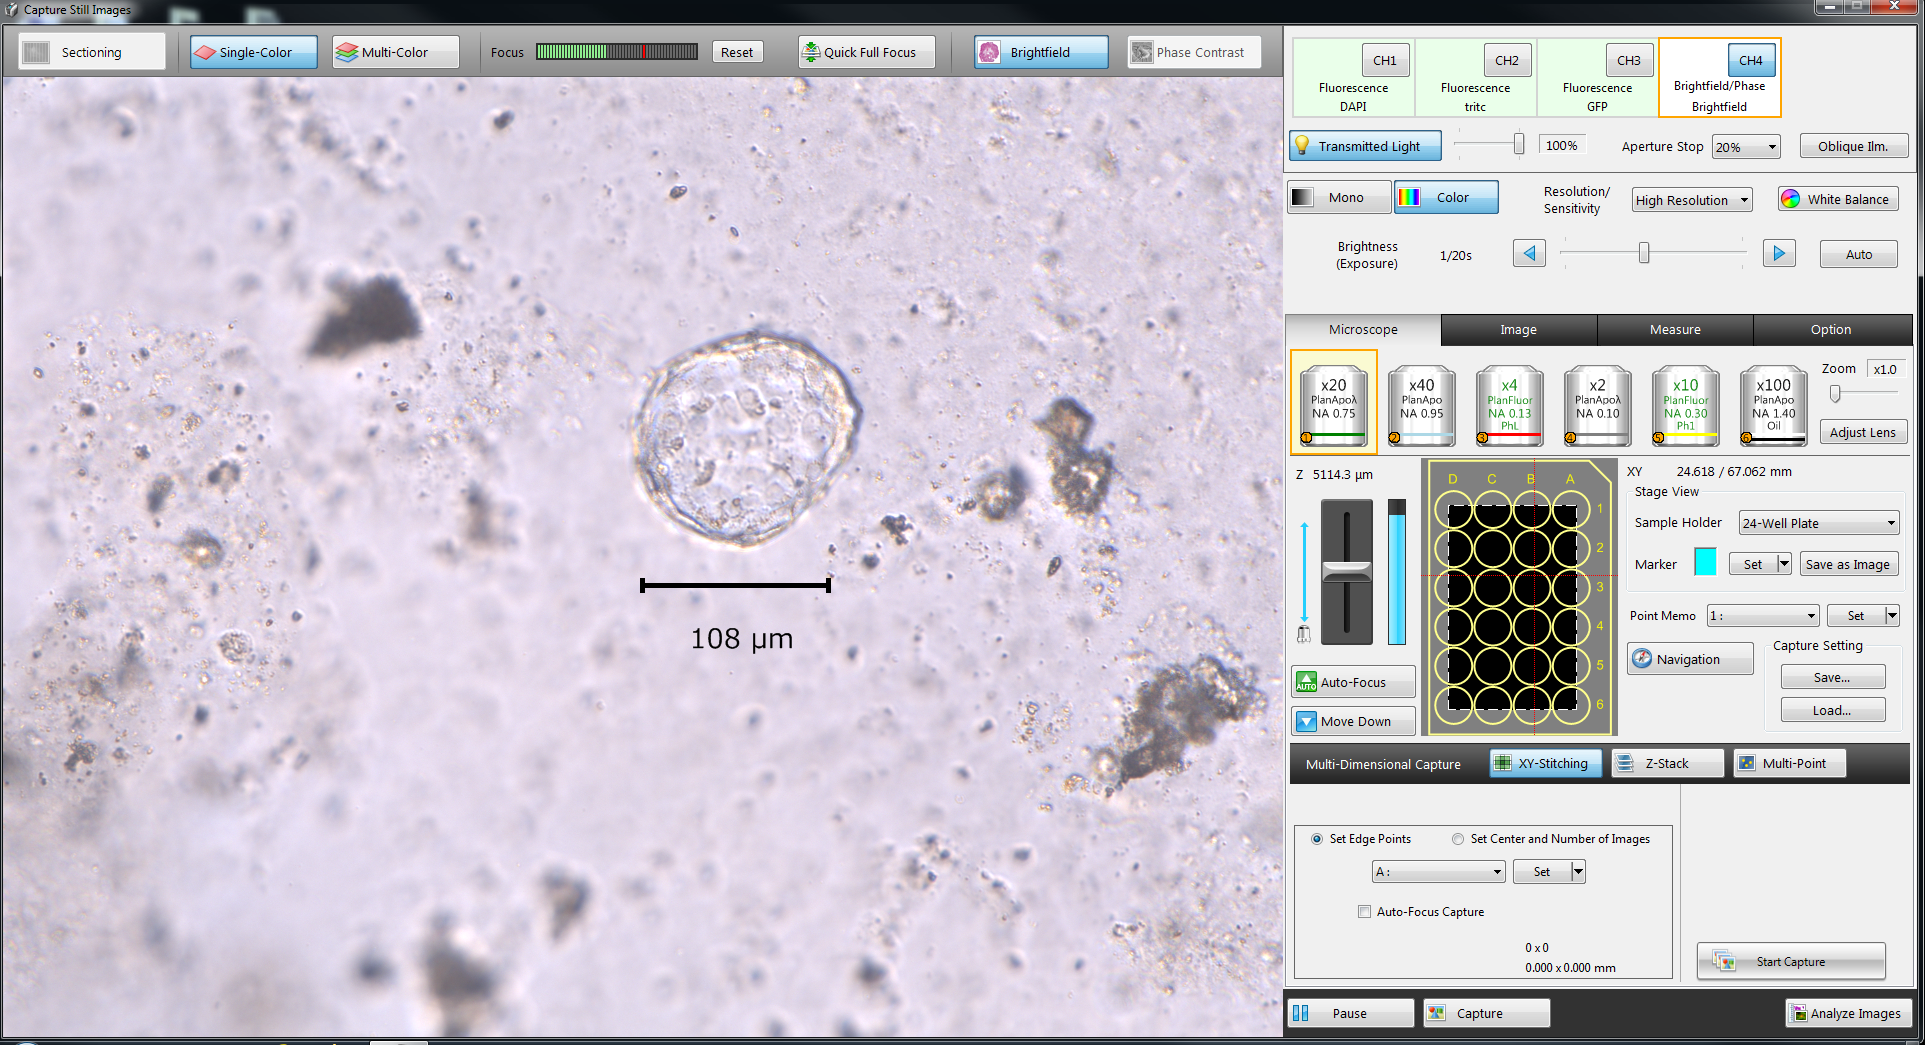 Capture Still Images
Sectioning
Single-Color
Multi-Color
Focus
Reset
Quick Full Focus
Brightfield
Phase Contrast
CH1
Fluorescence
DAPI
CH2
Fluorescence
tritc
CH3
Fluorescence
GFP
CH4
Brightfield/Phase
Brightfield
Transmitted Light
100%
Aperture Stop
20%
Oblique Ilm.
Mono
Color
Resolution/
Sensitivity
High Resolution
White Balance
Brightness
(Exposure)
1/20s
Auto
Microscope
Image
Measure
Option
x20
PlanApoλ
NA 0.75
1
x40
PlanApo
NA 0.95
2
x4
PlanFluor
NA 0.13
PhL
3
x2
PlanApoλ
NA 0.10
4
x10
PlanFluor
NA 0.30
Ph1
5
x100
PlanApo
NA 1.40
Oil
6
Zoom
x1.0
Adjust Lens
Z 5114.3 µm
D C B A
1
2
3
4
5
6
XY 24.618 / 67.062 mm
Stage View
Sample Holder
24-Well Plate
Marker
Set
Save as Image
Point Memo
1 :
Set
Navigation
Capture Setting
Save...
Load...
AUTO
Auto-Focus
Move Down
108 µm
Multi-Dimensional Capture
XY-Stitching
Z-Stack
Multi-Point
Set Edge Points
Set Center and Number of Images
A :
Set
Auto-Focus Capture
0 x 0
0.000 x 0.000 mm
Start Capture
Pause
Capture
Analyze Images